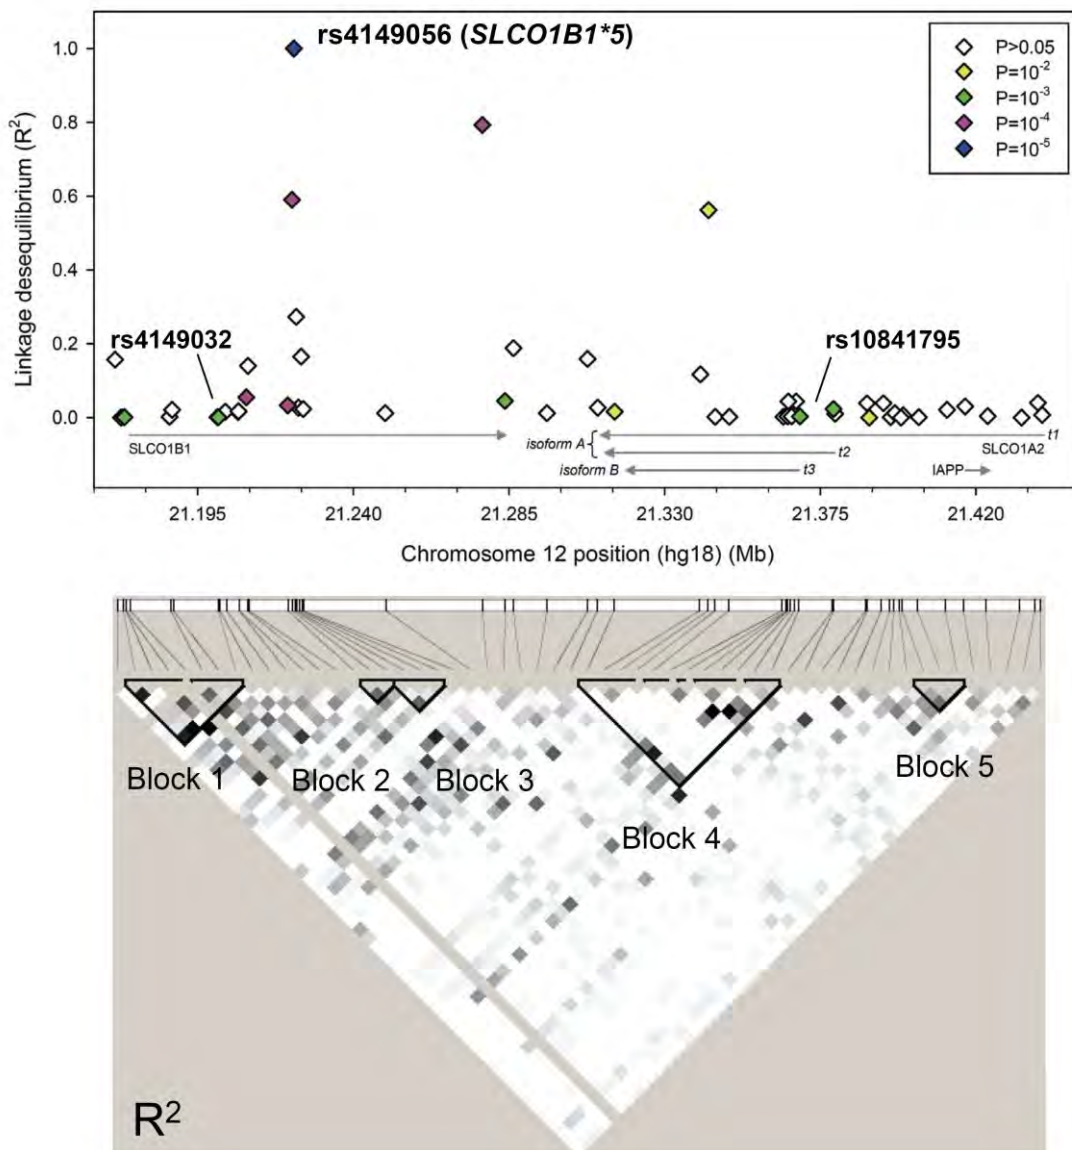 rs4149056 (SLCO1B1*5)
P>0.05
P=10⁻²
P=10⁻³
P=10⁻⁴
P=10⁻⁵
Linkage desequilibrium (R²)
1.0
0.8
0.6
0.4
0.2
0.0
rs4149032
rs10841795
SLCO1B1
isoform A
t1
t2
SLCO1A2
isoform B
t3
IAPP
21.195 21.240 21.285 21.330 21.375 21.420
Chromosome 12 position (hg18) (Mb)
Block 1
Block 2
Block 3
Block 4
Block 5
R²